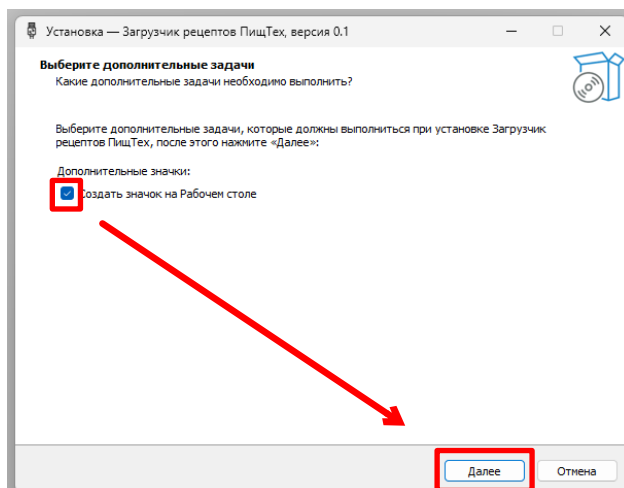 Установка — Загрузчик рецептов ПищТех, версия 0.1
Выберите дополнительные задачи
Какие дополнительные задачи необходимо выполнить?
Выберите дополнительные задачи, которые должны выполниться при установке Загрузчик
рецептов ПищТех, после этого нажмите «Далее»:
Дополнительные значки:
Создать значок на Рабочем столе
Далее
Отмена